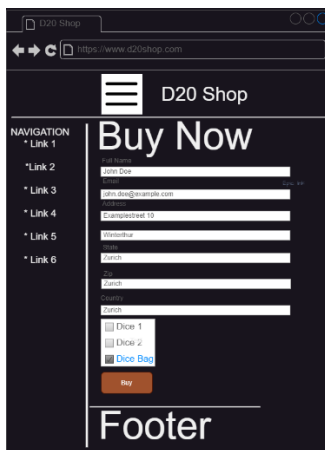 D20 Shop
https://www.d20shop.com
D20 Shop
NAVIGATION
* Link 1
*Link 2
* Link 3
* Link 4
* Link 5
* Link 6
Buy Now
Full Name
John Doe
Email
john.doe@example.com
Address
Examplestreet 10
Winterthur
State
Zurich
Zip
Zurich
Country
Zurich
Dice 1
Dice 2
Dice Bag
Buy
Footer